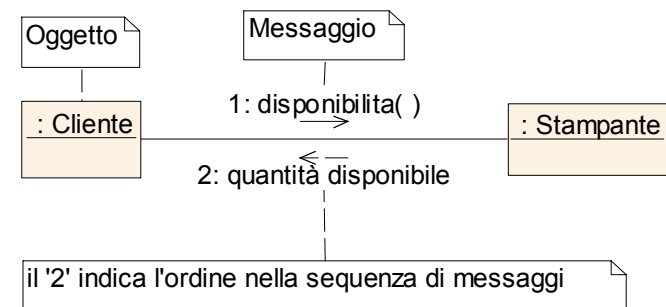 Oggetto
Messaggio
1: disponibilita( )
: Cliente
: Stampante
2: quantità disponibile
il '2' indica l'ordine nella sequenza di messaggi